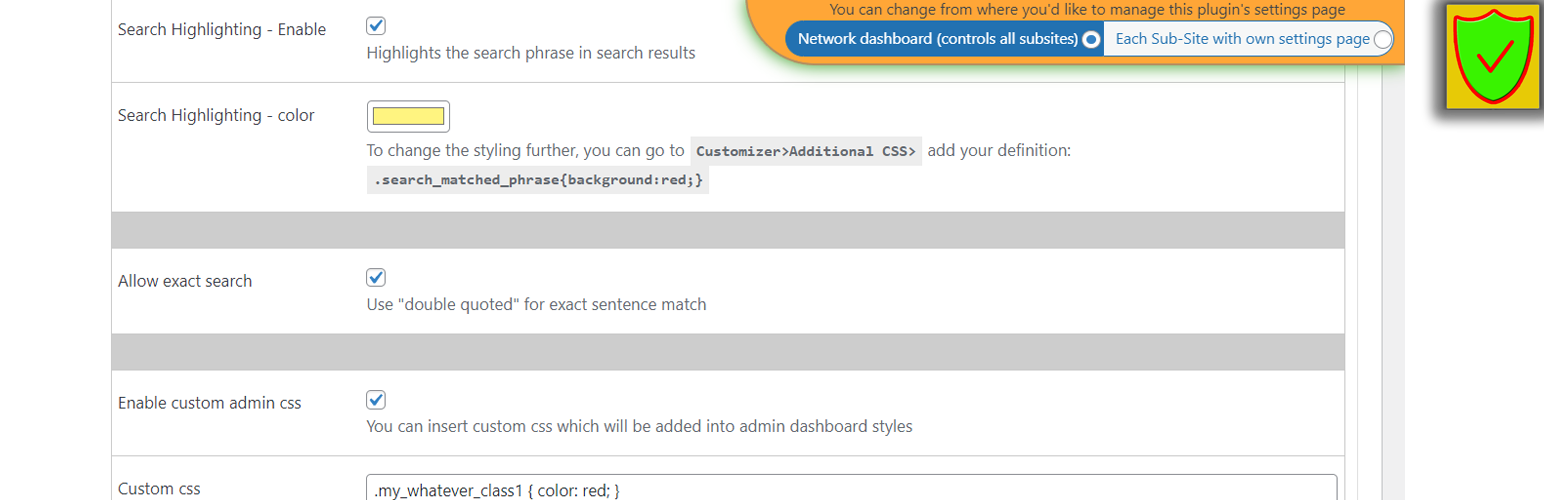 You can change from where you'd like to manage this plugin's settings page
Network dashboard (controls all subsites) Each Sub-Site with own settings page
Search Highlighting - Enable
Highlights the search phrase in search results
Search Highlighting - color
To change the styling further, you can go to Customizer>Additional CSS> add your definition:
.search_matched_phrase{background:red;}
Allow exact search
Use "double quoted" for exact sentence match
Enable custom admin css
You can insert custom css which will be added into admin dashboard styles
Custom css
.my_whatever_class1 { color: red; }